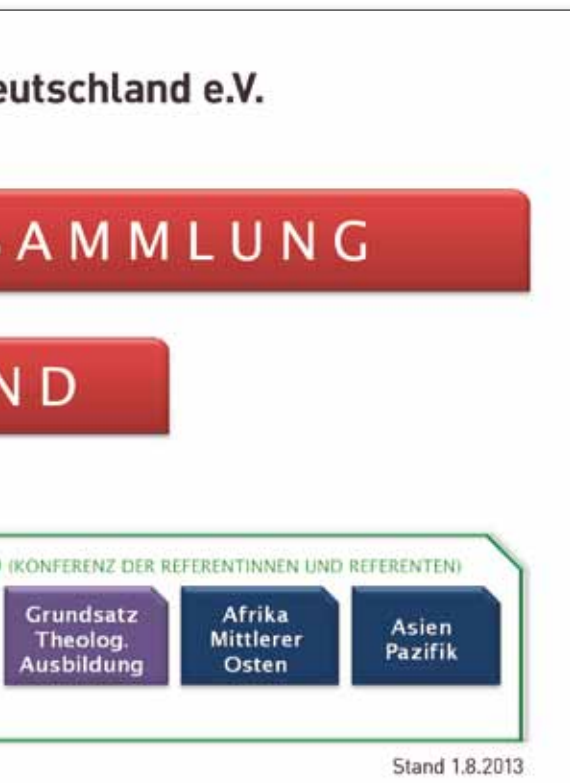 eutschland e.V.
SAMMLUNG
ND
(KONFERENZ DER REFERENTINNEN UND REFERENTEN)
Grundsatz
Theolog.
Ausbildung
Afrika
Mittlerer
Osten
Asien
Pazifik
Stand 1.8.2013